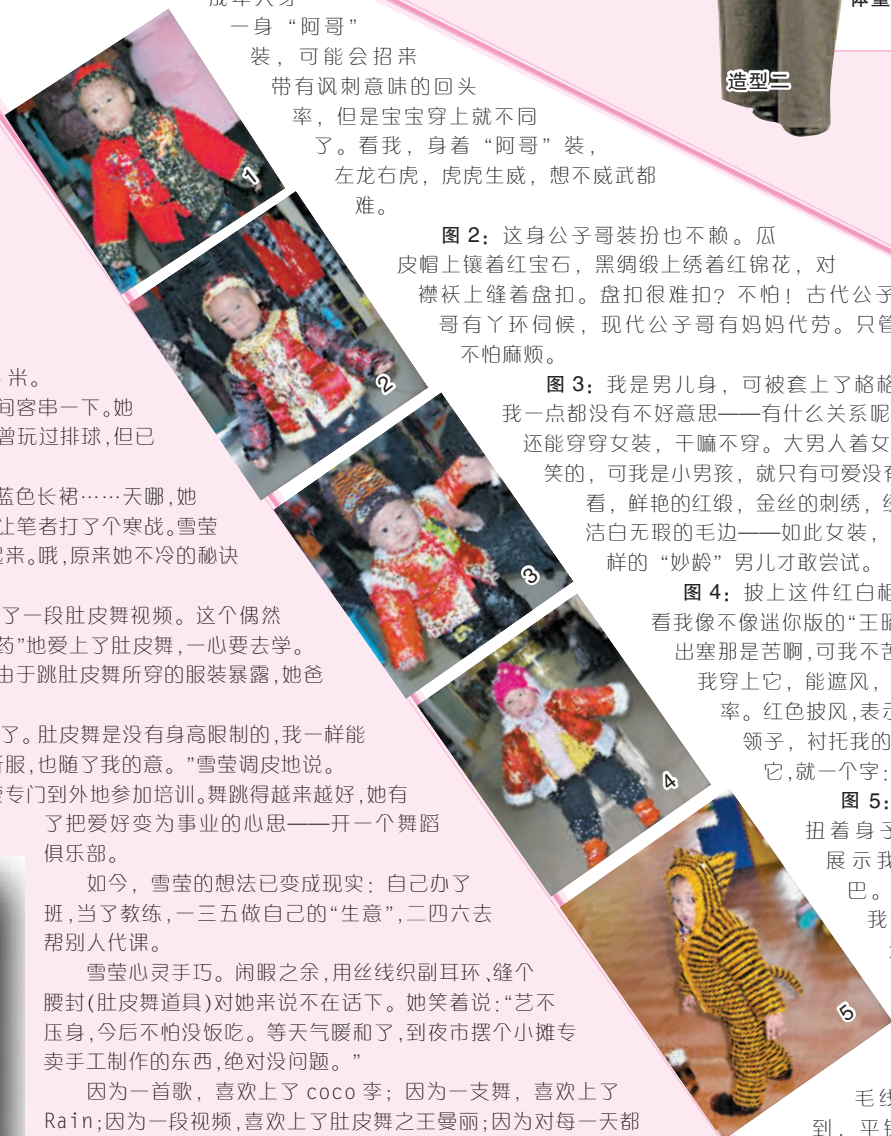 一身“阿哥”
装，可能会招来
带有讽刺意味的回头
率，但是宝宝穿上就不同
了。看我，身着“阿哥”装，
左龙右虎，虎虎生威，想不威武都
难。
图 2：这身公子哥装扮也不赖。瓜
皮帽上镶着红宝石，黑绸缎上绣着红锦花，对
襟袄上缝着盘扣。盘扣很难扣？不怕！古代公子
哥有丫环伺候，现代公子哥有妈妈代劳。只管
不怕麻烦。
图 3：我是男儿身，可被套上了格格
我一点都没有不好意思——有什么关系呢
还能穿穿女装，干嘛不穿。大男人着女
笑的，可我是小男孩，就只有可爱没有
看，鲜艳的红缎，金丝的刺绣，
洁白无瑕的毛边——如此女装，
样的“妙龄”男儿才敢尝试。
图 4：披上这件红白相
看我像不像迷你版的“王昭
出塞那是苦啊,可我不苦
我穿上它，能遮风，
率。红色披风,表示
领子，衬托我的
它,就一个字:
图 5：
扭着身子
展示我
巴。
我
毛线
到，平
造型二
1
2
3
4
5
米。
间客串一下。她
曾玩过排球,但已
蓝色长裙……天哪,她
让笔者打了个寒战。雪莹
起来。哦,原来她不冷的秘诀
了一段肚皮舞视频。这个偶然
药”地爱上了肚皮舞,一心要去学。
由于跳肚皮舞所穿的服装暴露,她爸
了。肚皮舞是没有身高限制的,我一样能
服,也随了我的意。”雪莹调皮地说。
专门到外地参加培训。舞跳得越来越好,她有
了把爱好变为事业的心思——开一个舞蹈
俱乐部。
如今，雪莹的想法已变成现实：自己办了
班,当了教练,一三五做自己的“生意”,二四六去
帮别人代课。
雪莹心灵手巧。闲暇之余,用丝线织副耳环、缝个
腰封(肚皮舞道具)对她来说不在话下。她笑着说:“艺不
压身,今后不怕没饭吃。等天气暖和了,到夜市摆个小摊专
卖手工制作的东西,绝对没问题。”
因为一首歌，喜欢上了 coco 李；因为一支舞，喜欢上了
Rain;因为一段视频,喜欢上了肚皮舞之王曼丽;因为对每一天都